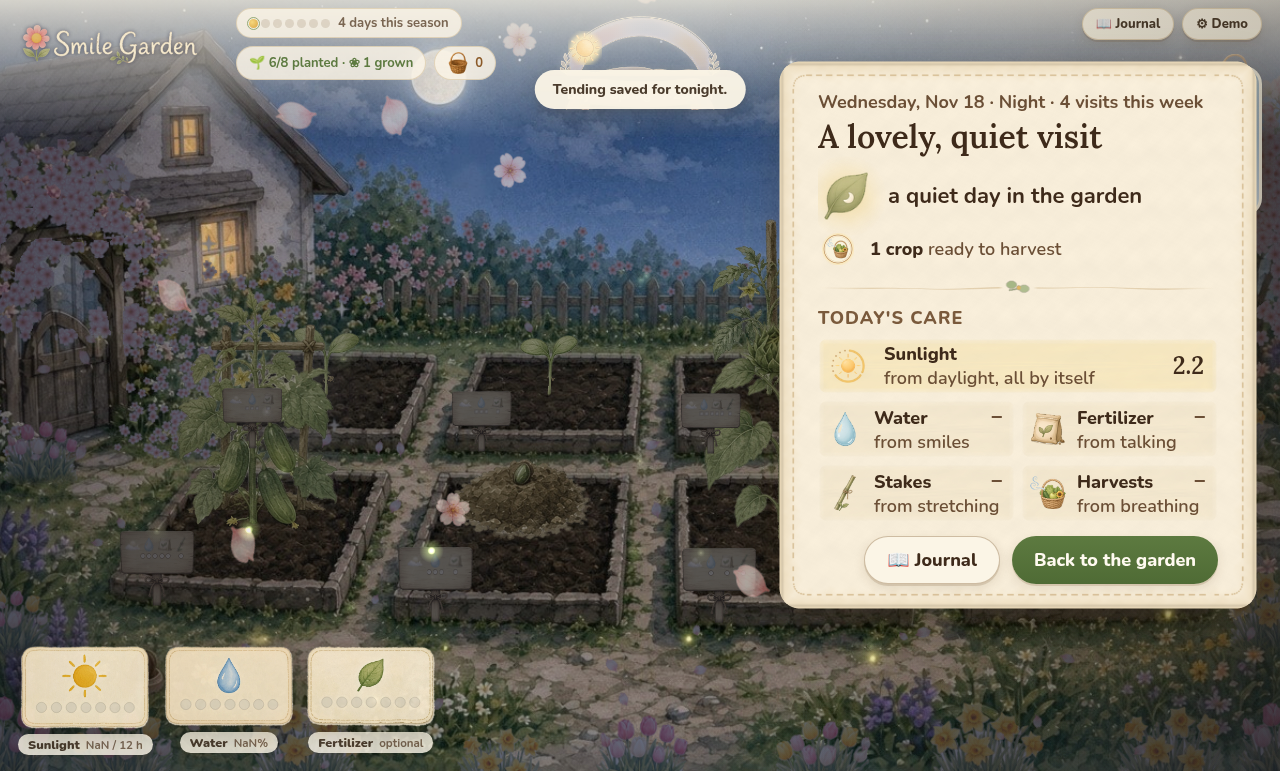 Smile Garden
4 days this season
6/8 planted · 1 grown
0
Tending saved for tonight.
Journal
Demo
Wednesday, Nov 18 · Night · 4 visits this week
A lovely, quiet visit
a quiet day in the garden
1 crop ready to harvest
TODAY'S CARE
Sunlight
from daylight, all by itself
2.2
Water –
from smiles
Fertilizer –
from talking
Stakes –
from stretching
Harvests –
from breathing
Journal
Back to the garden
Sunlight NaN / 12 h
Water NaN%
Fertilizer optional